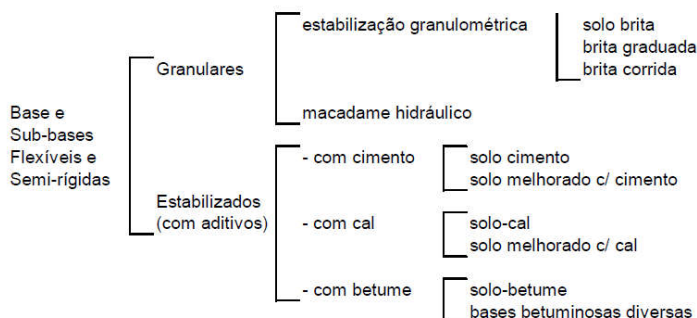 estabilização granulométrica
solo brita
brita graduada
brita corrida
Granulares
macadame hidráulico
Base e
Sub-bases
Flexíveis e
Semi-rígidas
- com cimento
solo cimento
solo melhorado c/ cimento
Estabilizados
(com aditivos)
- com cal
solo-cal
solo melhorado c/ cal
- com betume
solo-betume
bases betuminosas diversas